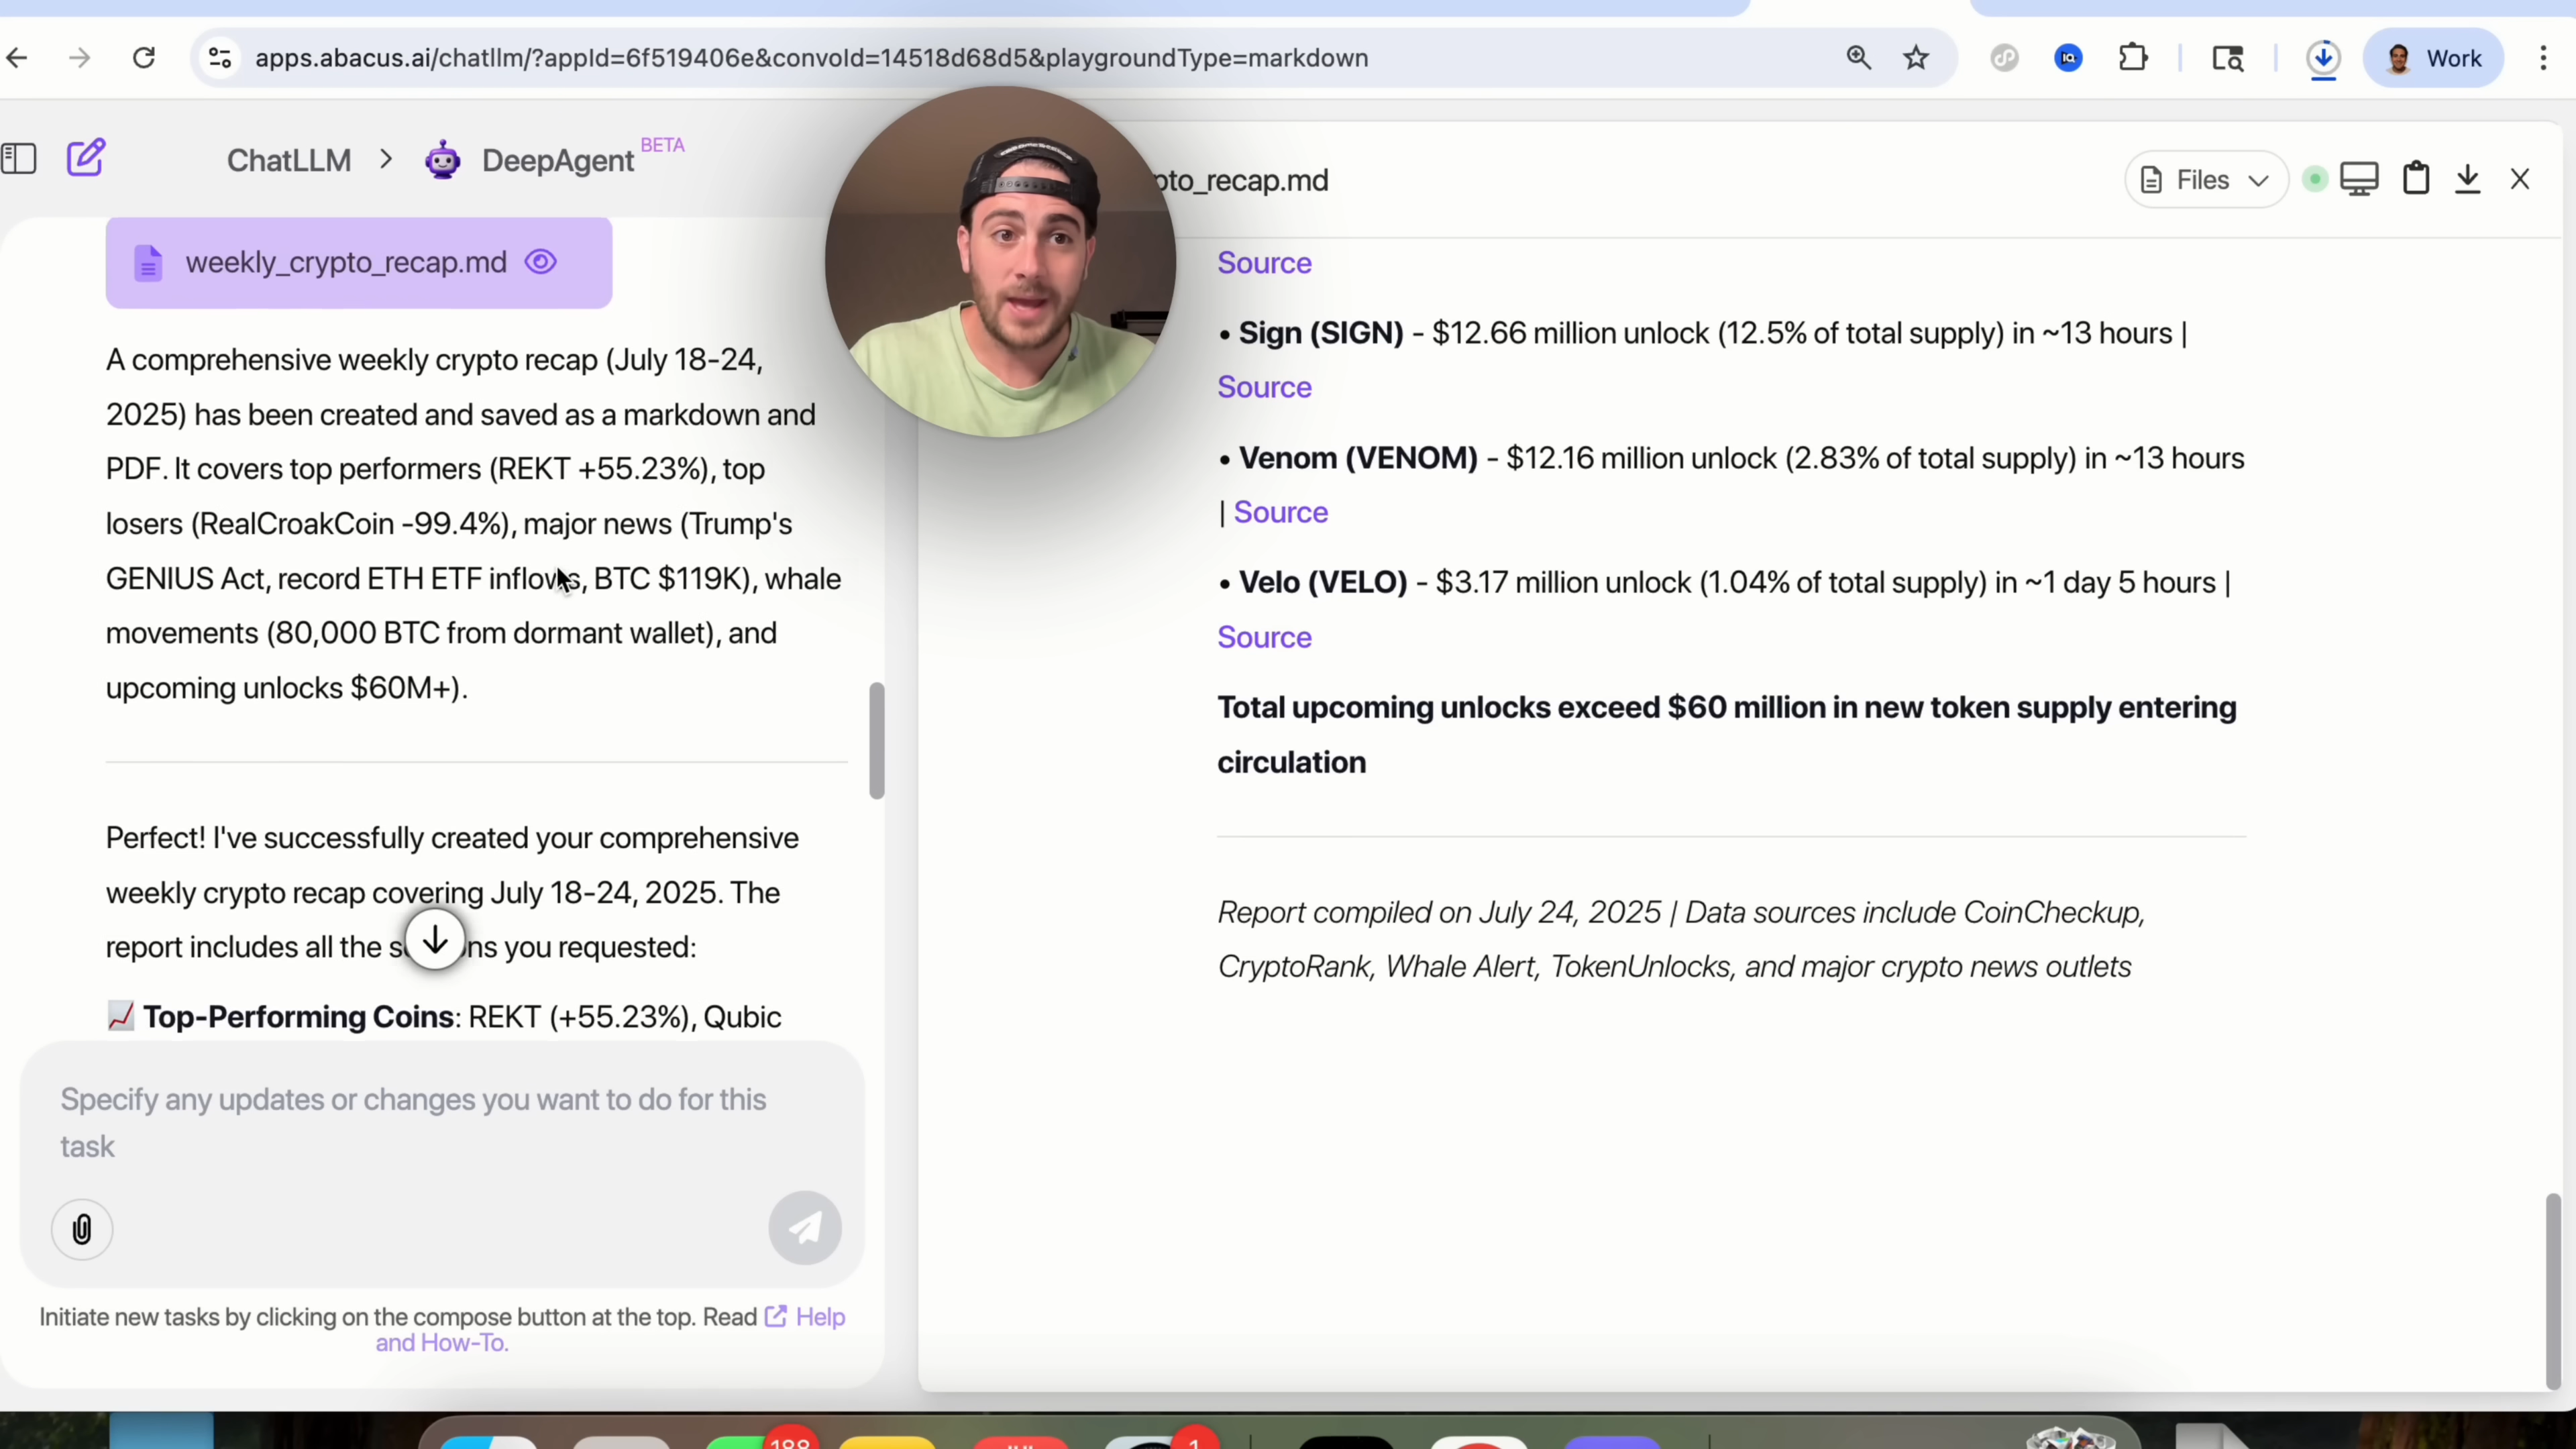 apps.abacus.ai/chatllm/?appId=6f519406e&convoId=14518d68d5&playgroundType=markdown
Work
ChatLLM > DeepAgent BETA
weekly_crypto_recap.md
A comprehensive weekly crypto recap (July 18-24,
2025) has been created and saved as a markdown and
PDF. It covers top performers (REKT +55.23%), top
losers (RealCroakCoin -99.4%), major news (Trump's
GENIUS Act, record ETH ETF inflows, BTC $119K), whale
movements (80,000 BTC from dormant wallet), and
upcoming unlocks $60M+).
Perfect! I've successfully created your comprehensive
weekly crypto recap covering July 18-24, 2025. The
report includes all the you requested:
Top-Performing Coins: REKT (+55.23%), Qubic
Specify any updates or changes you want to do for this
task
Initiate new tasks by clicking on the compose button at the top. Read Help
and How-To.
pto_recap.md
Files
Source
• Sign (SIGN) - $12.66 million unlock (12.5% of total supply) in ~13 hours |
Source
• Venom (VENOM) - $12.16 million unlock (2.83% of total supply) in ~13 hours
| Source
• Velo (VELO) - $3.17 million unlock (1.04% of total supply) in ~1 day 5 hours |
Source
Total upcoming unlocks exceed $60 million in new token supply entering
circulation
Report compiled on July 24, 2025 | Data sources include CoinCheckup,
CryptoRank, Whale Alert, TokenUnlocks, and major crypto news outlets
188
1